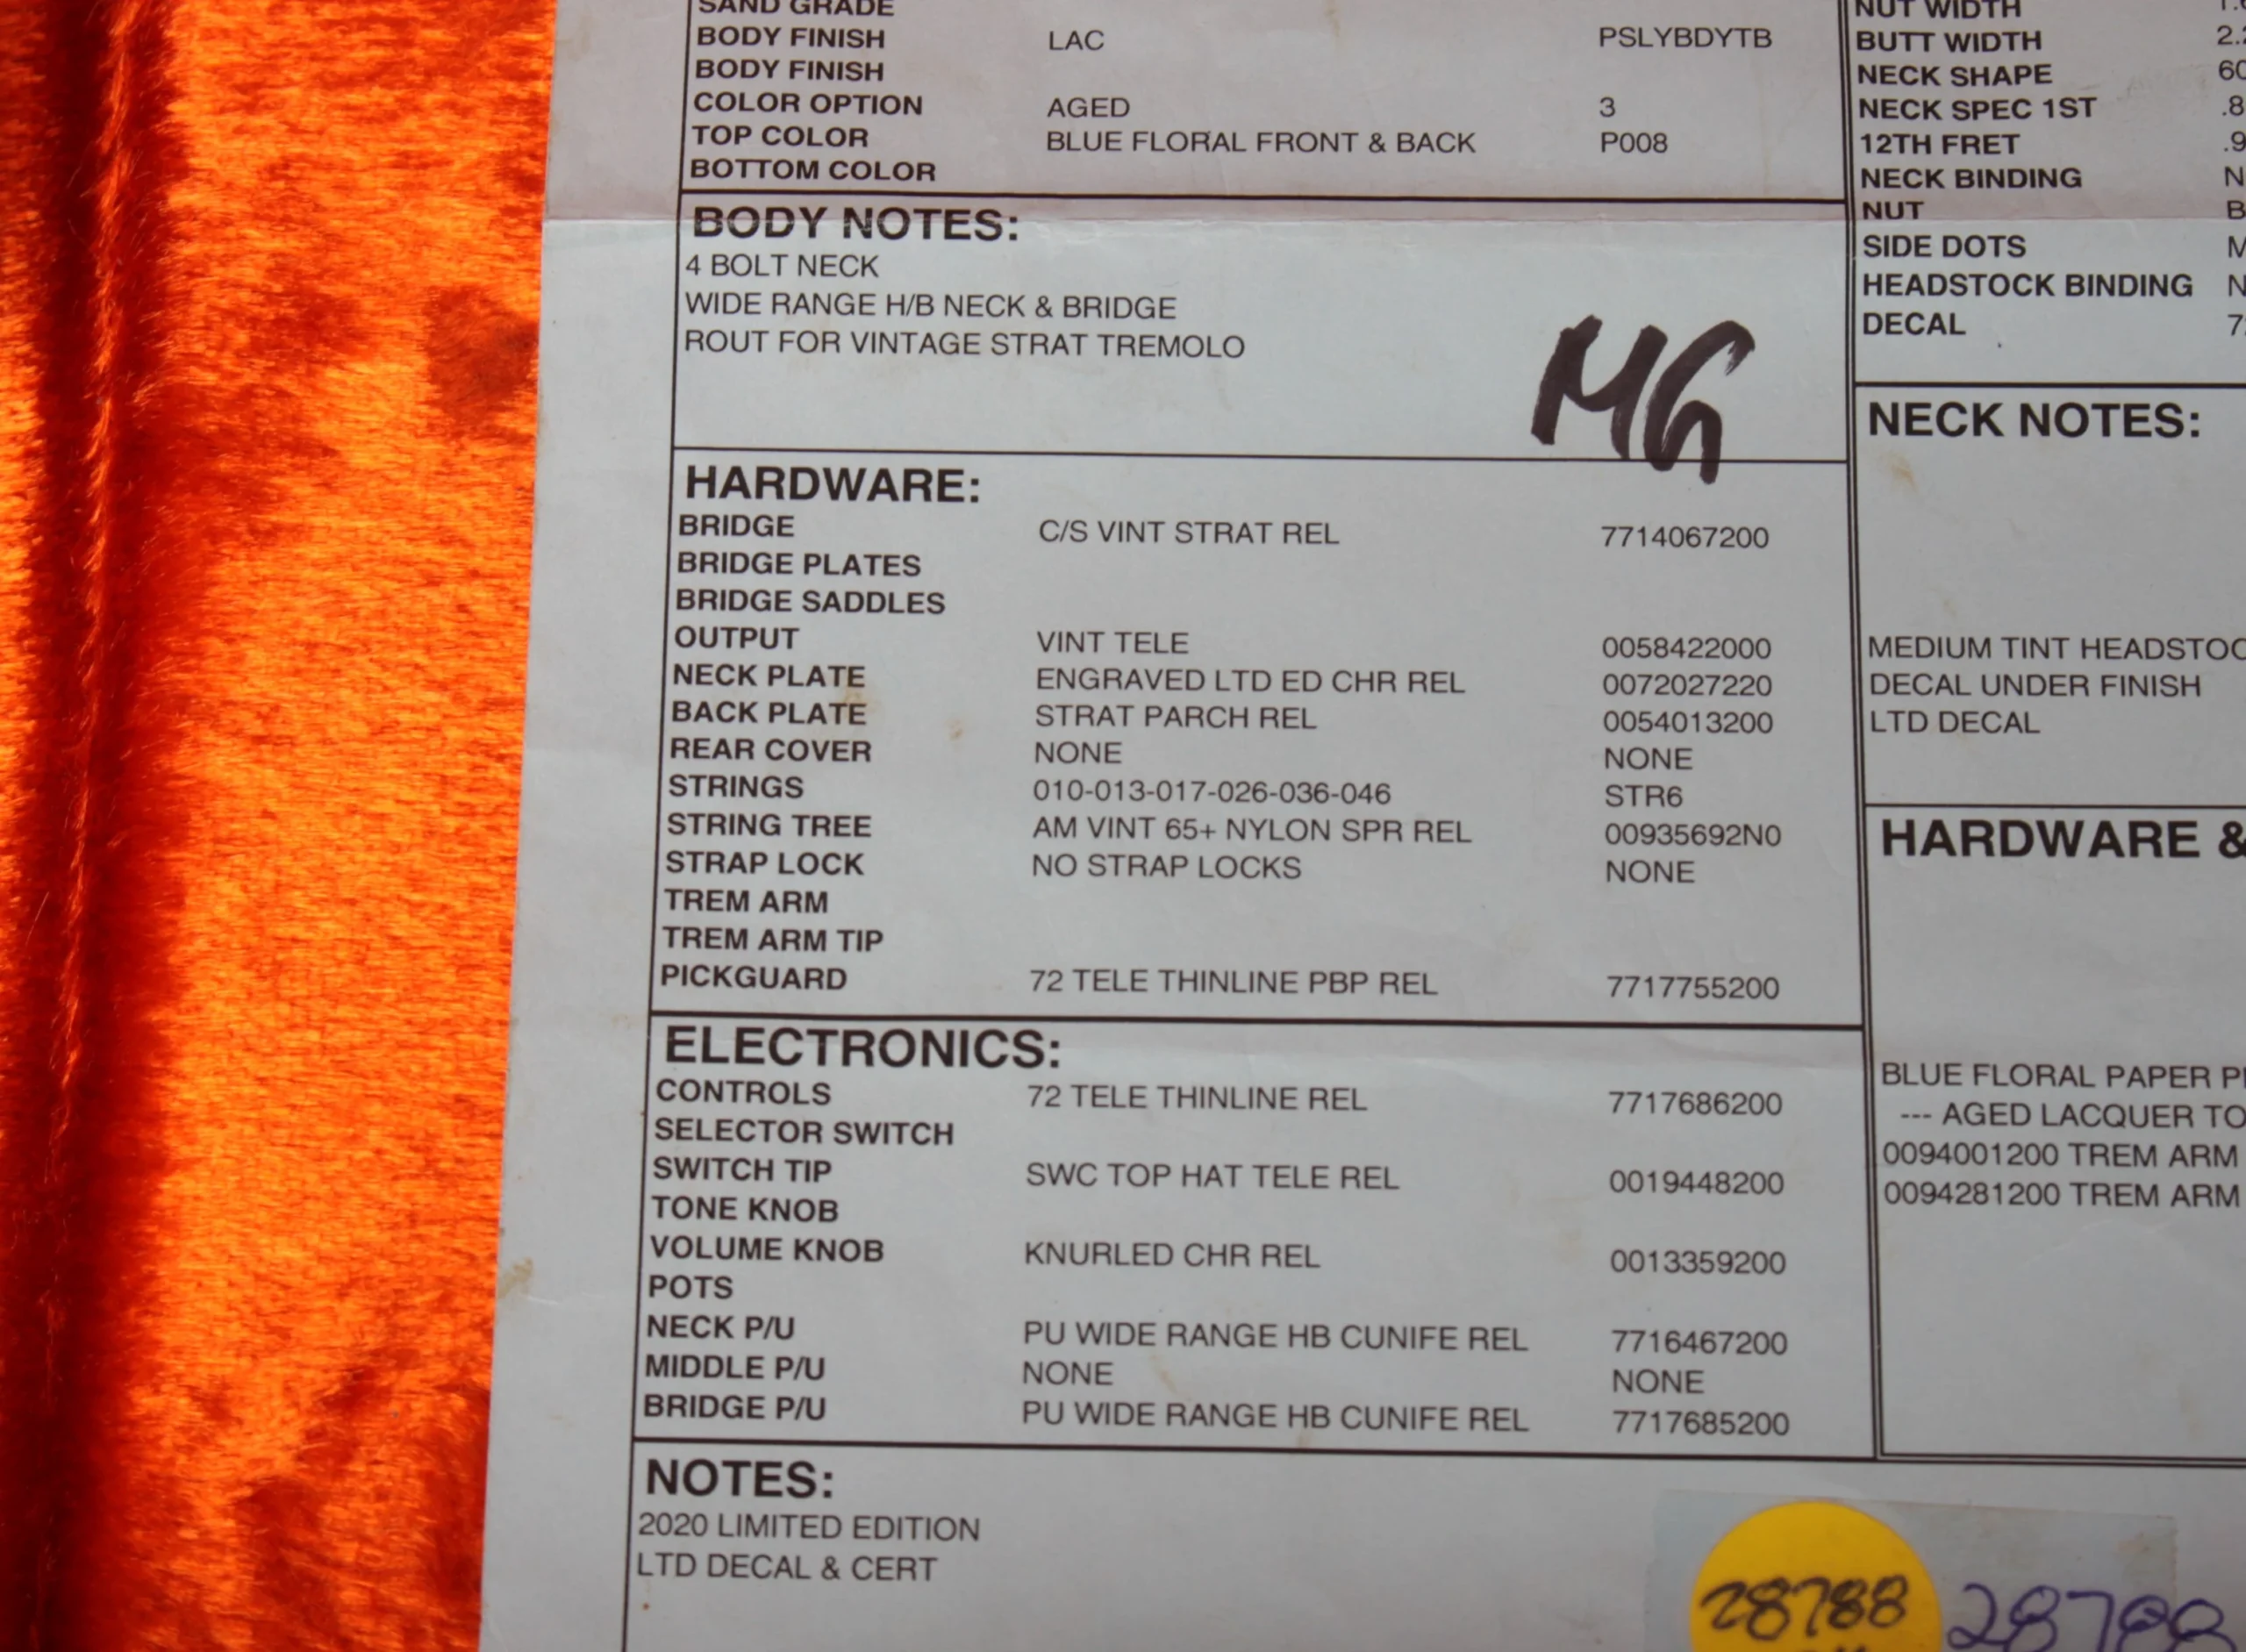 SAND GRADE
BODY FINISH LAC PSLYBDYTB
BODY FINISH
COLOR OPTION AGED 3
TOP COLOR BLUE FLORAL FRONT & BACK P008
BOTTOM COLOR
BODY NOTES:
4 BOLT NECK
WIDE RANGE H/B NECK & BRIDGE
ROUT FOR VINTAGE STRAT TREMOLO
MG
HARDWARE:
BRIDGE C/S VINT STRAT REL 7714067200
BRIDGE PLATES
BRIDGE SADDLES
OUTPUT VINT TELE 0058422000
NECK PLATE ENGRAVED LTD ED CHR REL 0072027220
BACK PLATE STRAT PARCH REL 0054013200
REAR COVER NONE NONE
STRINGS 010-013-017-026-036-046 STR6
STRING TREE AM VINT 65+ NYLON SPR REL 00935692N0
STRAP LOCK NO STRAP LOCKS NONE
TREM ARM
TREM ARM TIP
PICKGUARD 72 TELE THINLINE PBP REL 7717755200
ELECTRONICS:
CONTROLS 72 TELE THINLINE REL 7717686200
SELECTOR SWITCH
SWITCH TIP SWC TOP HAT TELE REL 0019448200
TONE KNOB
VOLUME KNOB KNURLED CHR REL 0013359200
POTS
NECK P/U PU WIDE RANGE HB CUNIFE REL 7716467200
MIDDLE P/U NONE NONE
BRIDGE P/U PU WIDE RANGE HB CUNIFE REL 7717685200
NOTES:
2020 LIMITED EDITION
LTD DECAL & CERT
NUT WIDTH
BUTT WIDTH
NECK SHAPE
NECK SPEC 1ST
12TH FRET
NECK BINDING
NUT
SIDE DOTS
HEADSTOCK BINDING
DECAL
NECK NOTES:
MEDIUM TINT HEADSTOC
DECAL UNDER FINISH
LTD DECAL
HARDWARE &
BLUE FLORAL PAPER
--- AGED LACQUER TO
0094001200 TREM ARM
0094281200 TREM ARM
28788
28788